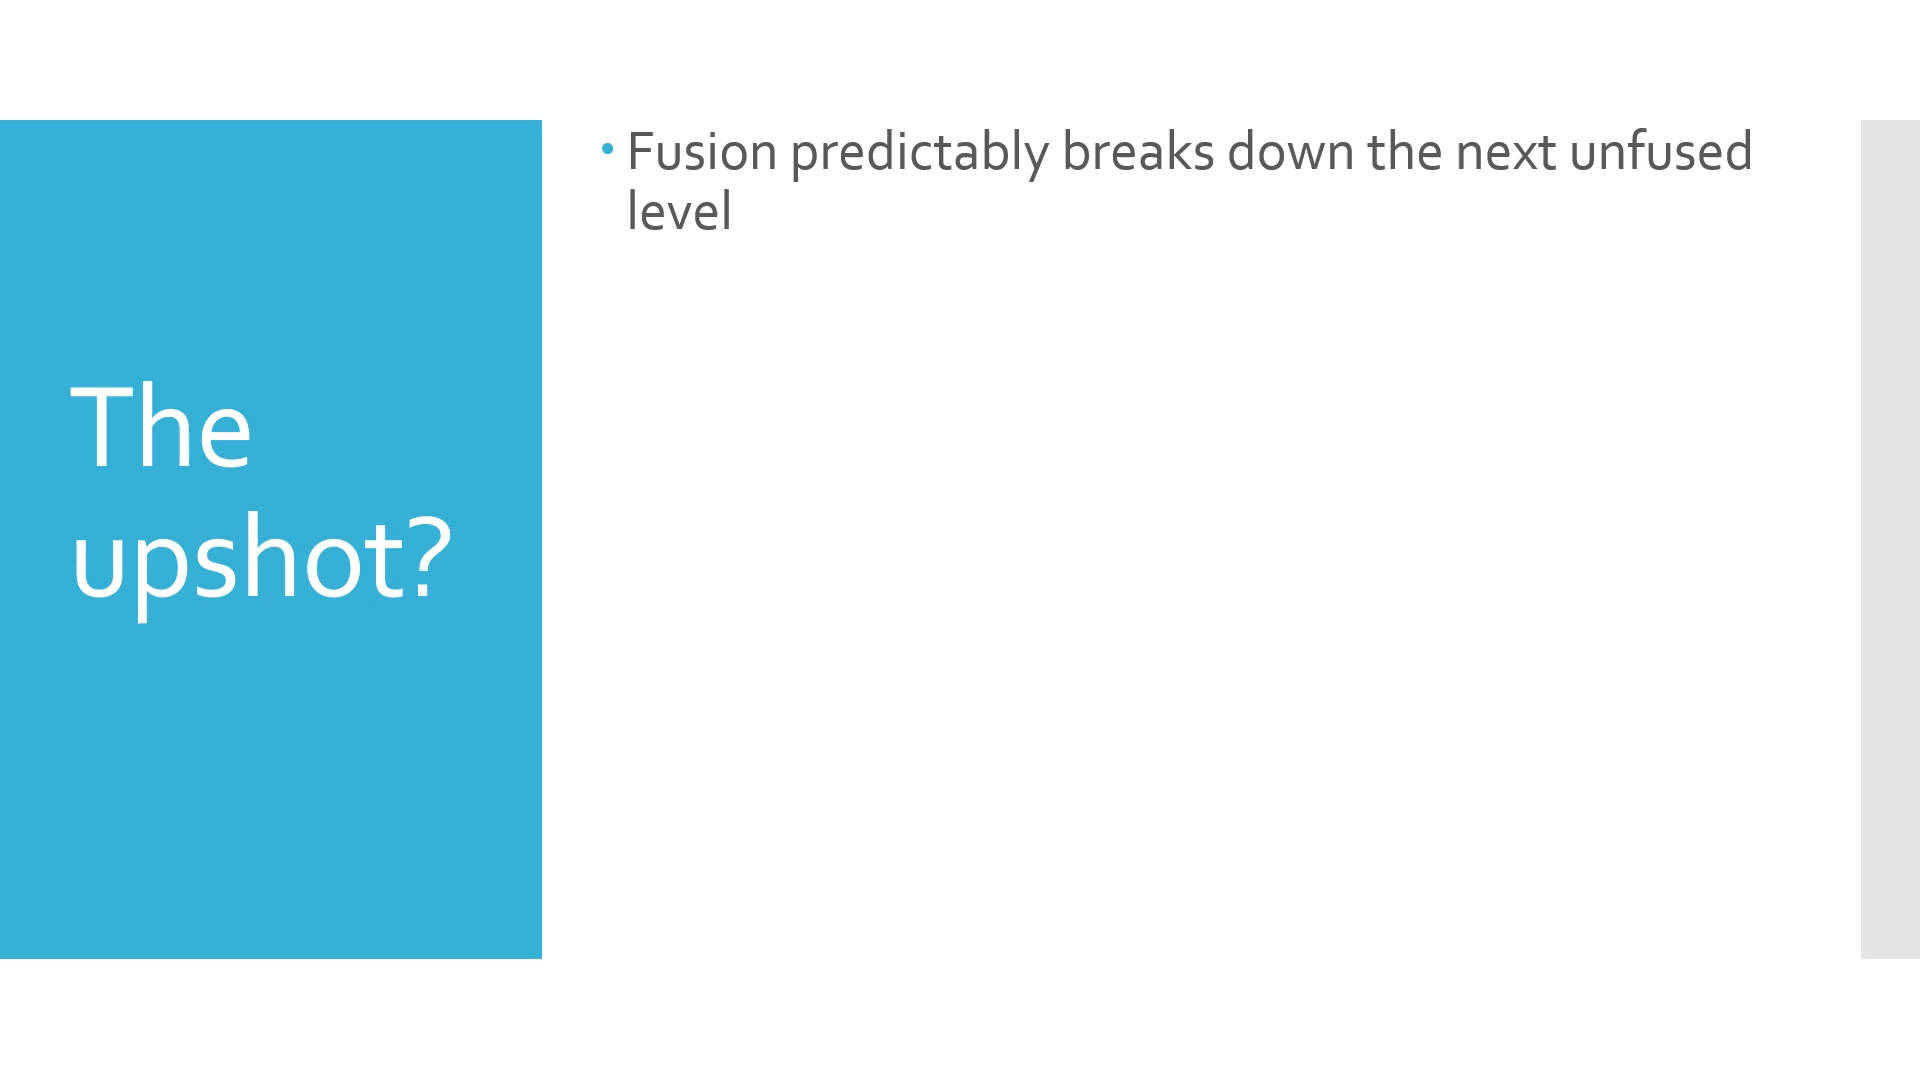 The
upshot?
• Fusion predictably breaks down the next unfused
level